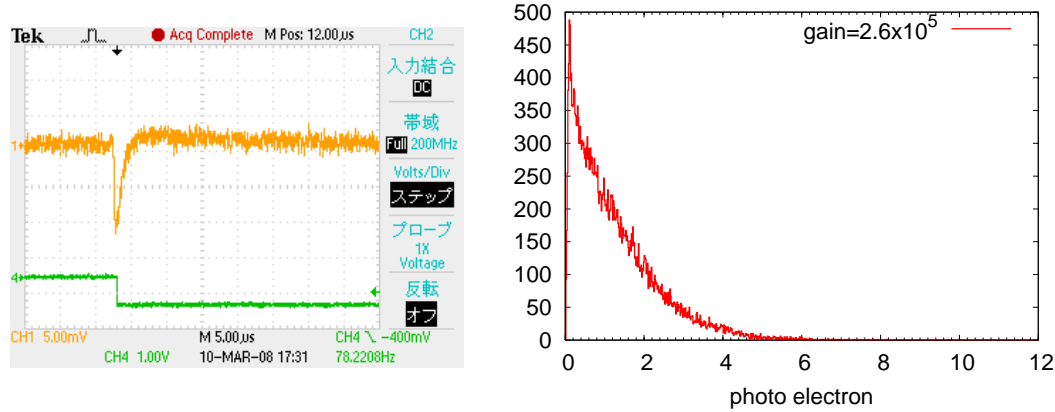 Tek Acq Complete M Pos: 12.00µs CH2
入力結合
DC
帯域
Full 200MHz
Volts/Div
ステップ
プローブ
1X
Voltage
反転
オフ
1
4
CH1 5.00mV M 5.00µs CH4 -400mV
CH4 1.00V 10-MAR-08 17:31 78.2208Hz
gain=2.6x10^5
500
450
400
350
300
250
200
150
100
50
0
0 2 4 6 8 10 12
photo electron